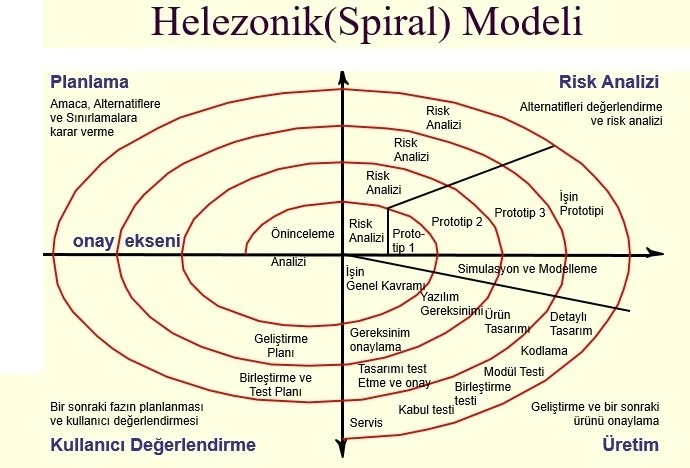 Helezonik(Spiral) Modeli
Planlama
Amaca, Alternatiflere
ve Sınırlamalara
karar verme
Risk Analizi
Alternatifleri değerlendirme
ve risk analizi
Risk
Analizi
Risk
Analizi
Risk
Analizi
Risk
Analizi
Proto-
tip 1
Prototip 2
Prototip 3
İşin
Prototipi
onay ekseni
Öninceleme
Analizi
İşin
Genel Kavramı
Simulasyon ve Modelleme
Yazılım
Gereksinimi
Ürün
Tasarımı
Detaylı
Tasarım
Geliştirme
Planı
Gereksinim
onaylama
Kodlama
Birleştirme ve
Test Planı
Tasarımı test
Etme ve onay
Modül Testi
Birleştirme
testi
Kabul testi
Servis
Bir sonraki fazın planlanması
ve kullanıcı değerlendirmesi
Kullanıcı Değerlendirme
Geliştirme ve bir sonraki
ürünü onaylama
Üretim